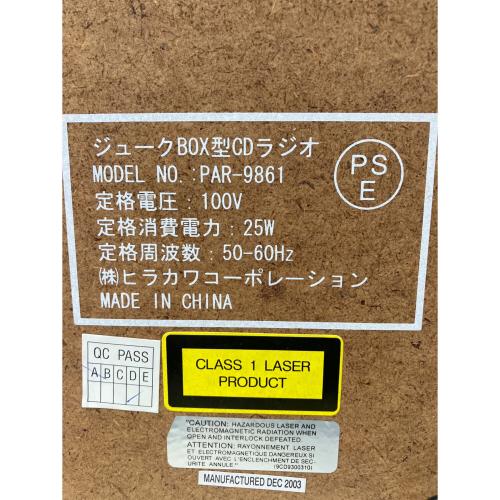 ジュークBOX型CDラジオ
MODEL NO.:PAR-9861
定格電圧:100V
定格消費電力:25W
定格周波数:50-60Hz
㈱ヒラカワコーポレーション
MADE IN CHINA
PS
E
QC PASS
A B C D E
CLASS 1 LASER
PRODUCT
"CAUTION: HAZARDOUS LASER AND
ELECTROMAGNETIC RADIATION WHEN
OPEN AND INTERLOCK DEFEATED.
ATTENTION: RAYONNEMENT LASER
ET ELECTROMAGNETIQUE DANGEREUX SI
OUVERT AVEC L'ENCLENCHMENT DE SEC-
URITE ANNULE." (9CD9300310)
MANUFACTURED DEC 2003